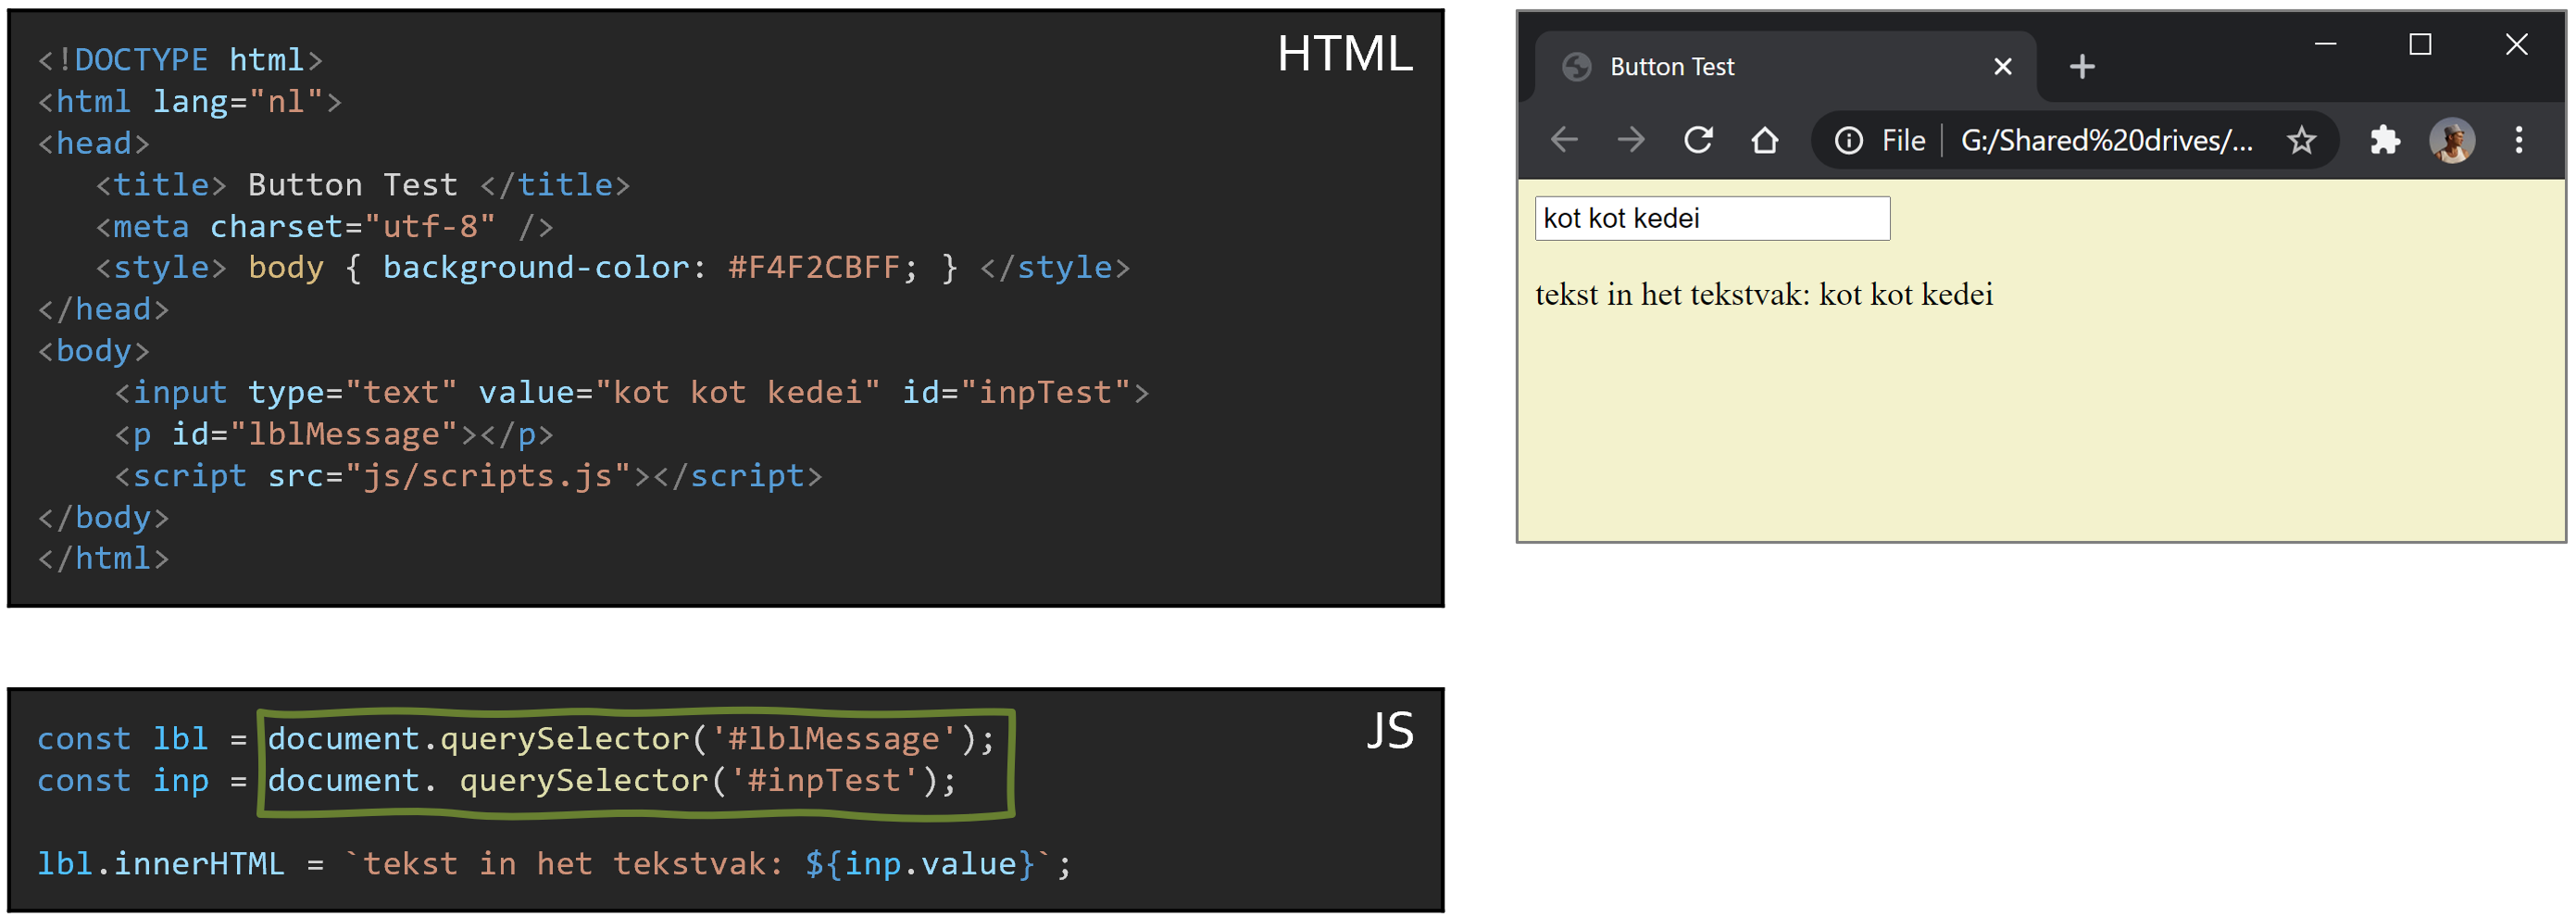 HTML
<!DOCTYPE html>
<html lang="nl">
<head>
   <title> Button Test </title>
   <meta charset="utf-8" />
   <style> body { background-color: #F4F2CBFF; } </style>
</head>
<body>
    <input type="text" value="kot kot kedei" id="inpTest">
    <p id="lblMessage"></p>
    <script src="js/scripts.js"></script>
</body>
</html>
Button Test
File G:/Shared%20drives/...
kot kot kedei
tekst in het tekstvak: kot kot kedei
JS
const lbl = document.querySelector('#lblMessage');
const inp = document. querySelector('#inpTest');
lbl.innerHTML = `tekst in het tekstvak: ${inp.value}`;